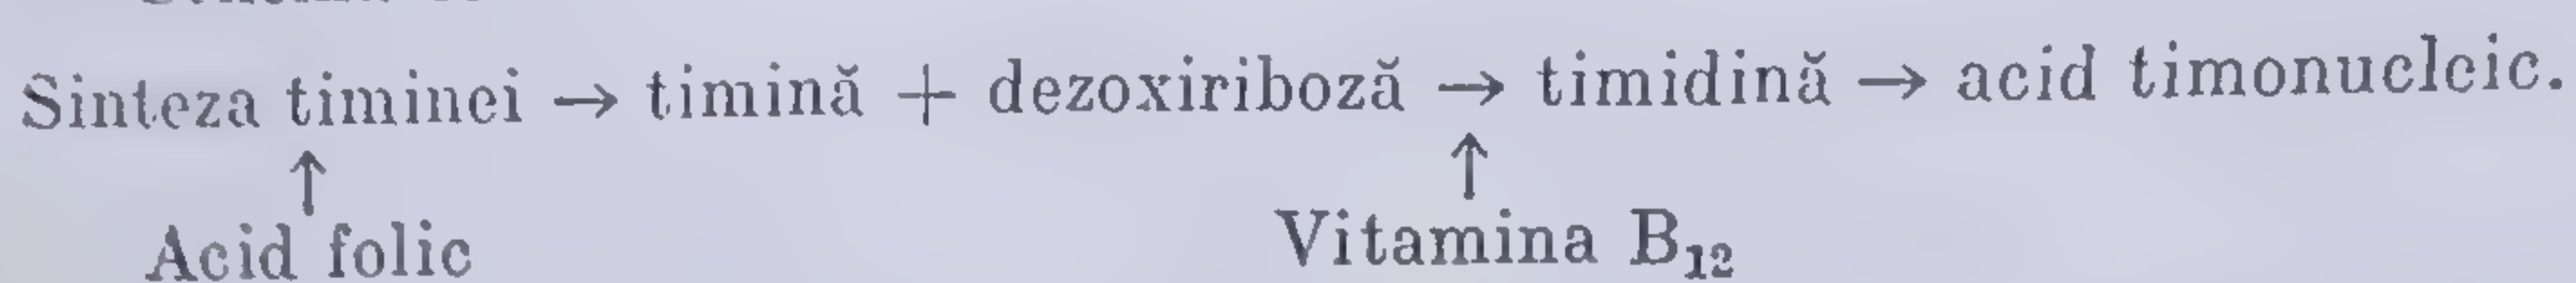 Sinteza timinei → timină + dezoxiriboză → timidină → acid timonucleic.
↑ ↑
Acid folic Vitamina B₁₂